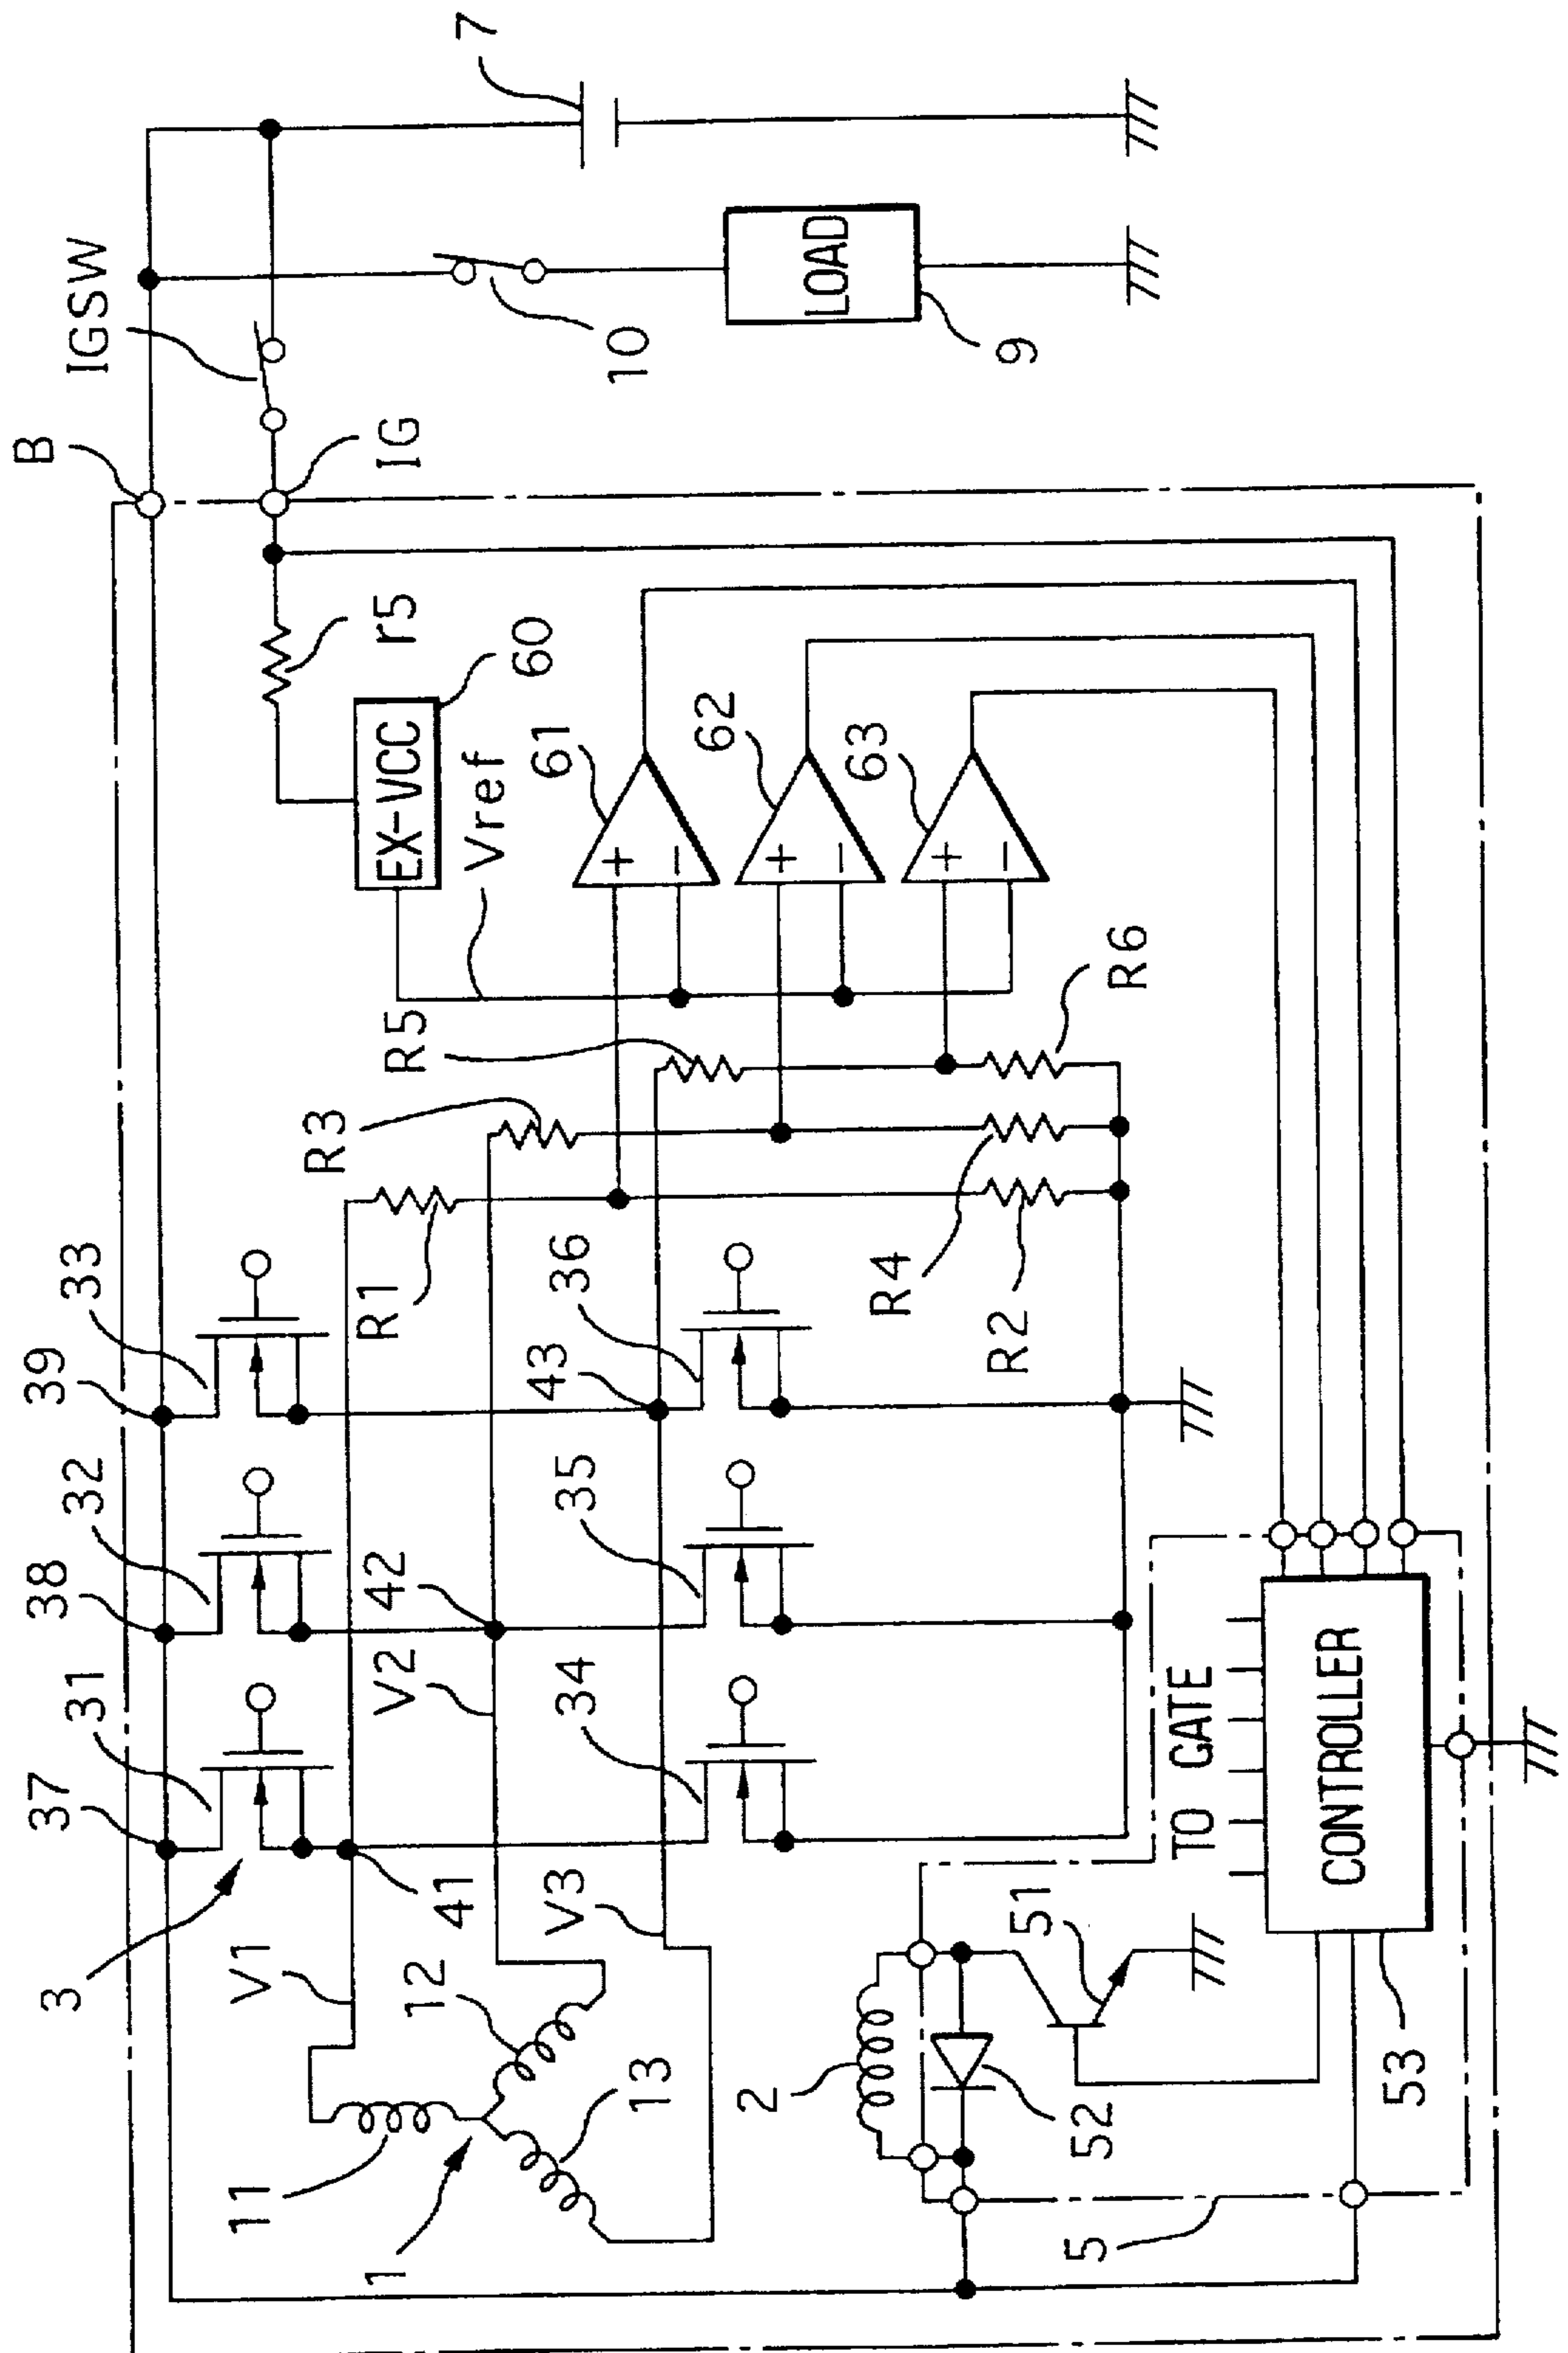 3
37
31
38
32
39
33
B
IGSW
7
V1
41
V2
42
R1
R3
R5
IG
r5
EX-VCC
60
Vref
10
11
12
V3
34
35
43
36
61
62
63
LOAD
9
1
13
R4
R2
R6
+
−
+
−
+
−
2
52
51
TO GATE
CONTROLLER
5
53